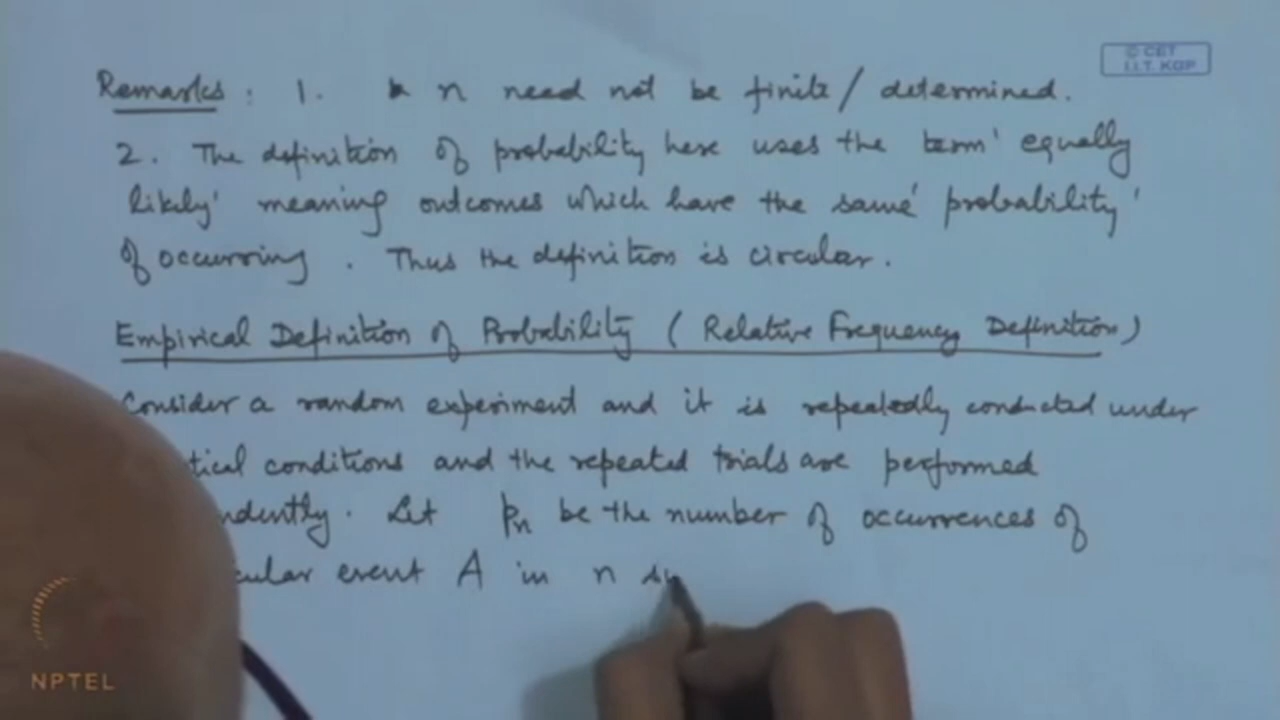 © CET
I.I.T. KGP
Remarks : 1. n need not be finite / determined.
2. The definition of probability here uses the term 'equally
likely' meaning outcomes which have the same 'probability'
of occurring. Thus the definition is circular.
Empirical Definition of Probability ( Relative Frequency Definition )
Consider a random experiment and it is repeatedly conducted under
tical conditions and the repeated trials are performed
ndently. Let pn be the number of occurrences of
cular event A in n su
NPTEL